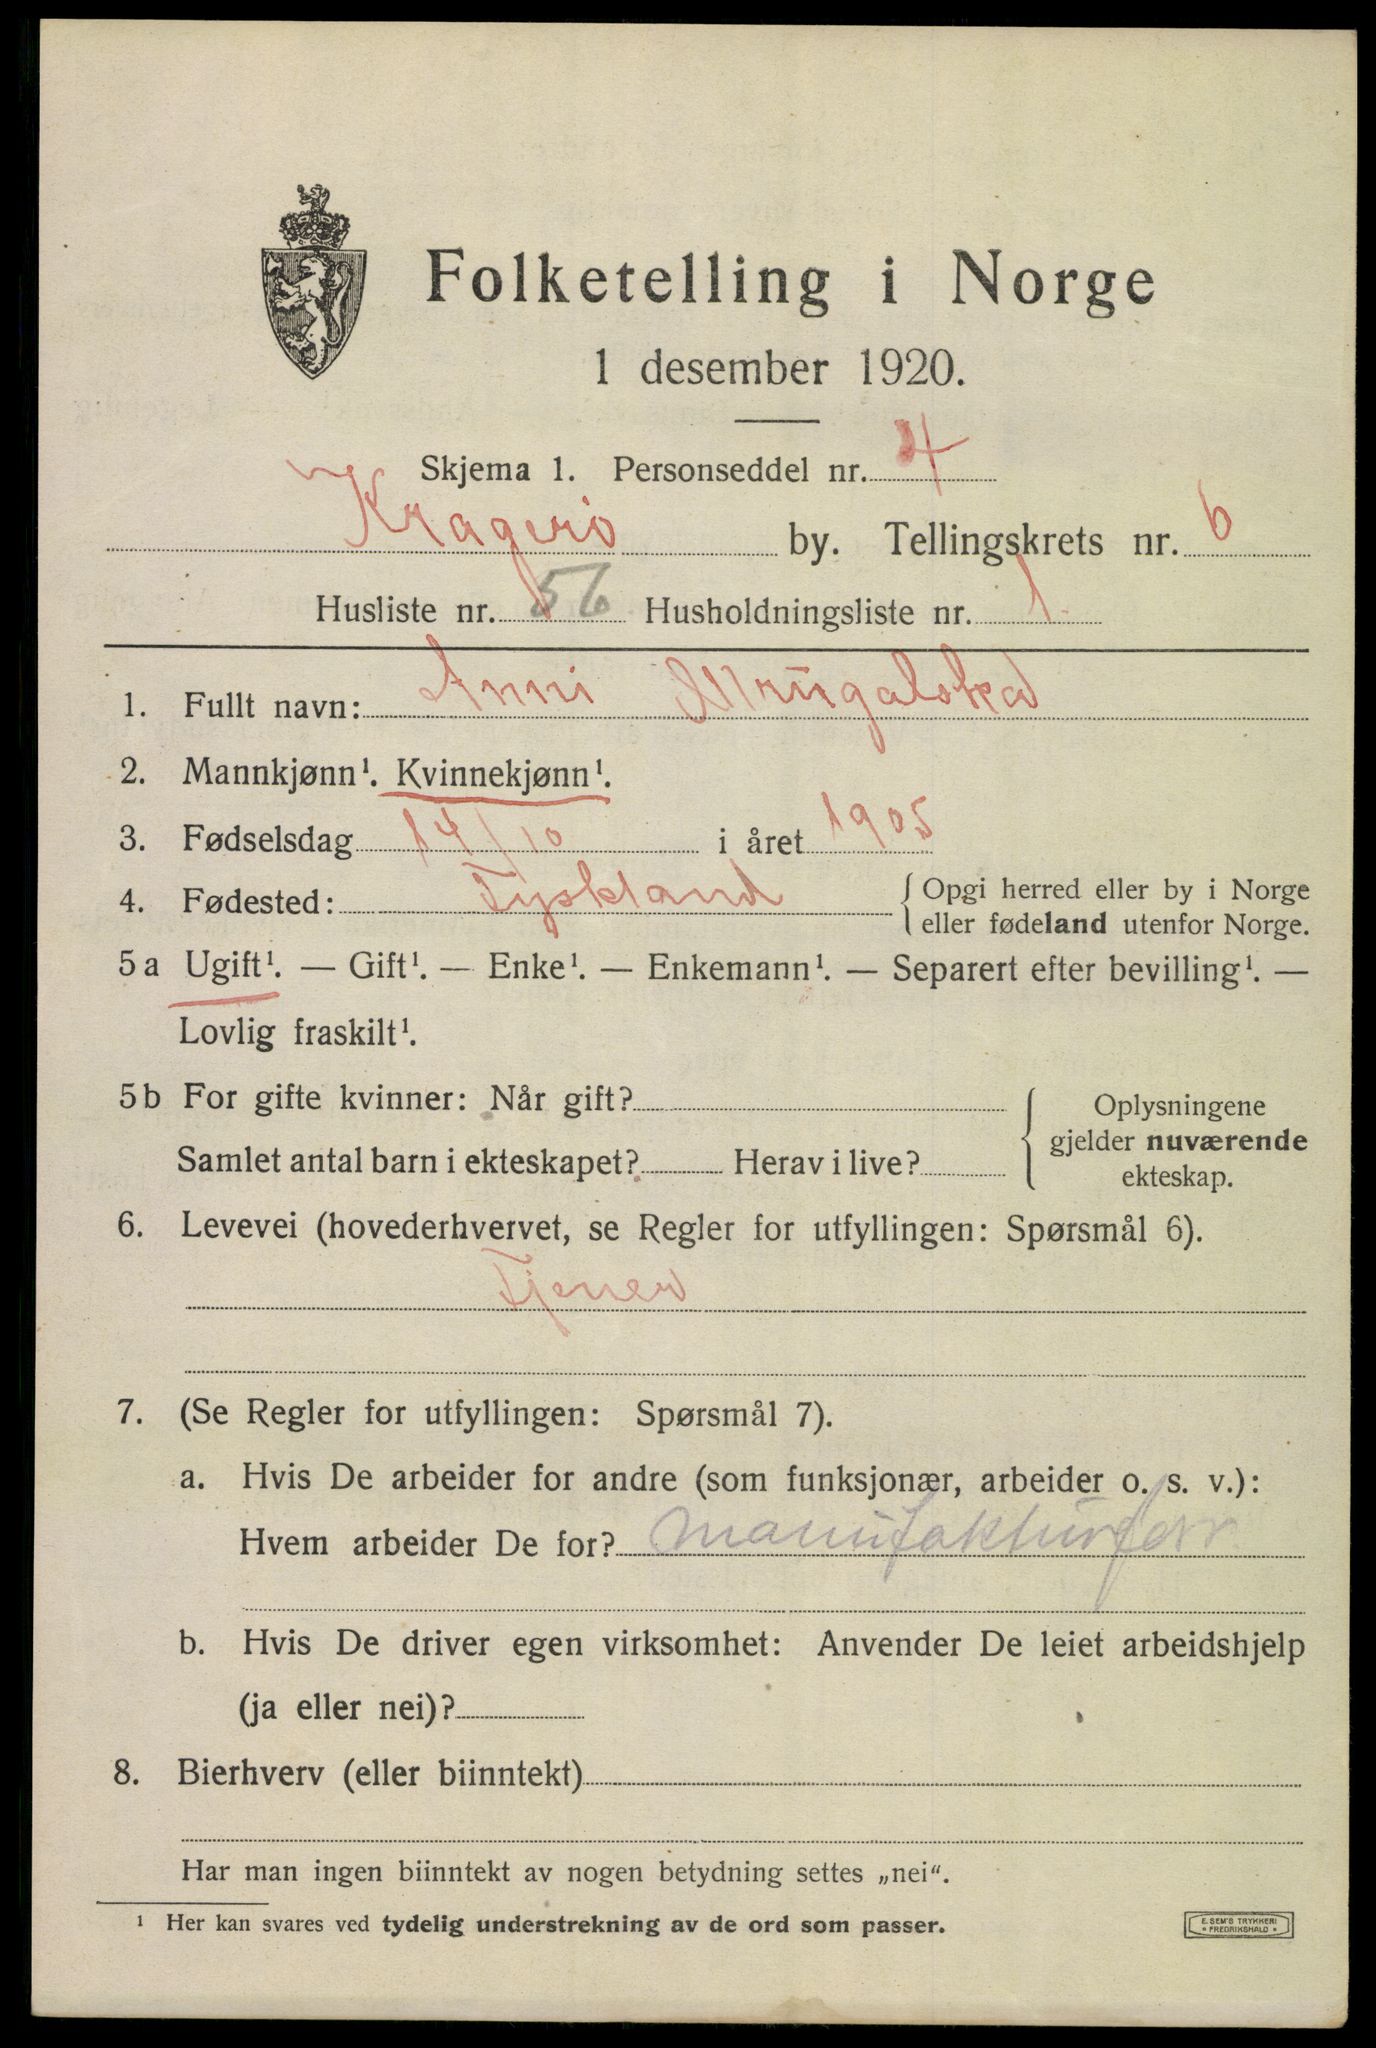 Folketelling i Norge
1 desember 1920.
Skjema 1. Personseddel nr. 4
Kragerø by. Tellingskrets nr. 6
Husliste nr. 56 Husholdningsliste nr. 1
1. Fullt navn: Anni Mrugalska
2. Mannkjønn¹. Kvinnekjønn¹.
3. Fødselsdag 14/10 i året 1905
4. Fødested: Tyskland { Opgi herred eller by i Norge
eller fødeland utenfor Norge.
5a Ugift¹. — Gift¹. — Enke¹. — Enkemann¹. — Separert efter bevilling¹. —
Lovlig fraskilt¹.
5b For gifte kvinner: Når gift?
Samlet antal barn i ekteskapet? Herav i live?
{ Oplysningene
gjelder nuværende
ekteskap.
6. Levevei (hovederhvervet, se Regler for utfyllingen: Spørsmål 6).
Tjener
7. (Se Regler for utfyllingen: Spørsmål 7).
a. Hvis De arbeider for andre (som funksjonær, arbeider o. s. v.):
Hvem arbeider De for? Manufakturforr
b. Hvis De driver egen virksomhet: Anvender De leiet arbeidshjelp
(ja eller nei)?
8. Bierhverv (eller biinntekt)
Har man ingen biinntekt av nogen betydning settes „nei“.
¹ Her kan svares ved tydelig understrekning av de ord som passer.
E. SEM'S TRYKKERI
• FREDRIKSHALD •